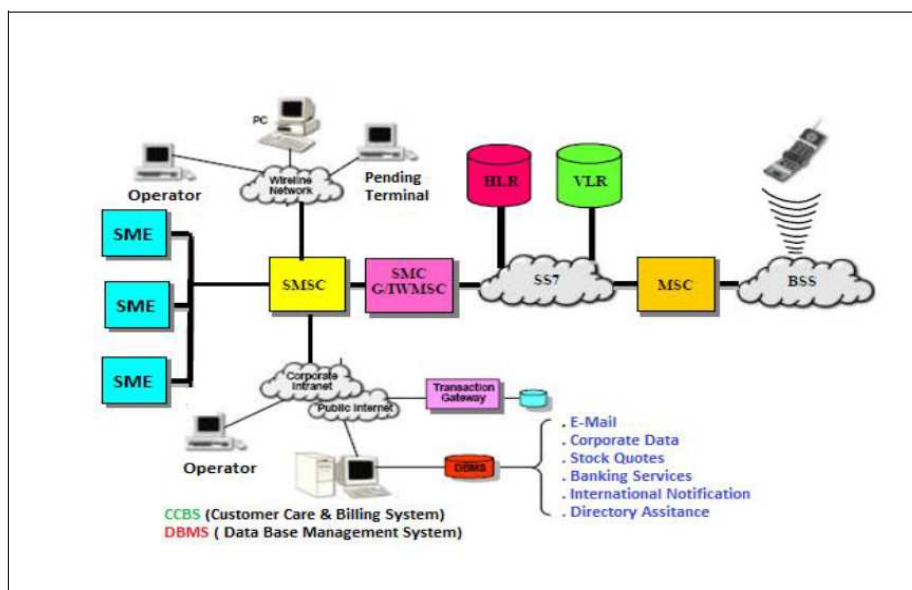 PC
Operator
Wireline
Network
Pending
Terminal
HLR
VLR
SME
SME
SME
SMSC
SMC
G/IWMSC
SS7
MSC
BSS
Corporate
Intranet
Public Internet
Transaction
Gateway
Operator
DBMS
. E-Mail
. Corporate Data
. Stock Quotes
. Banking Services
. International Notification
. Directory Assitance
CCBS (Customer Care & Billing System)
DBMS ( Data Base Management System)